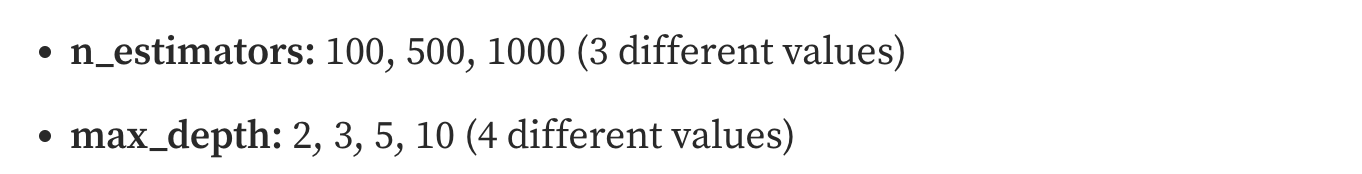 • n_estimators: 100, 500, 1000 (3 different values)
• max_depth: 2, 3, 5, 10 (4 different values)